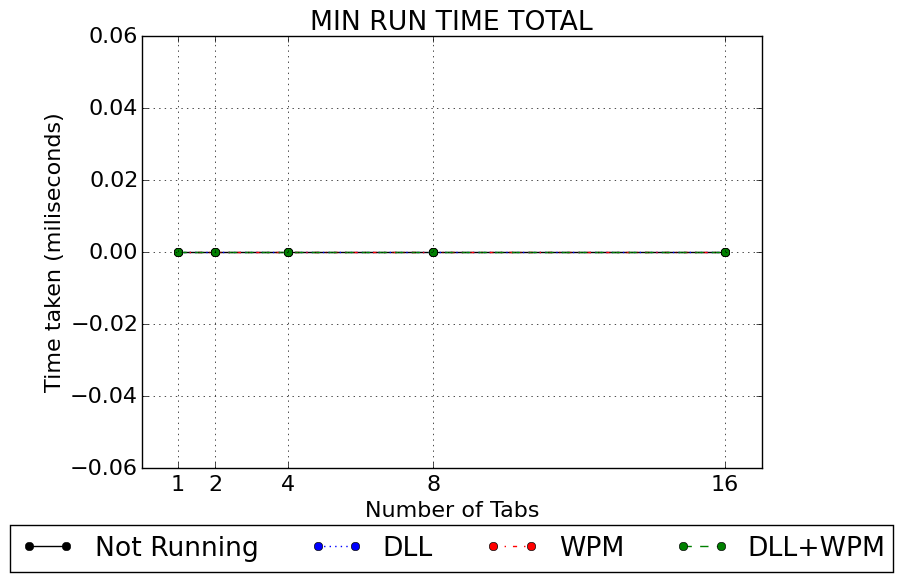 MIN RUN TIME TOTAL
0.06
0.04
0.02
0.00
−0.02
−0.04
−0.06
Time taken (miliseconds)
1 2 4 8 16
Number of Tabs
Not Running DLL WPM DLL+WPM